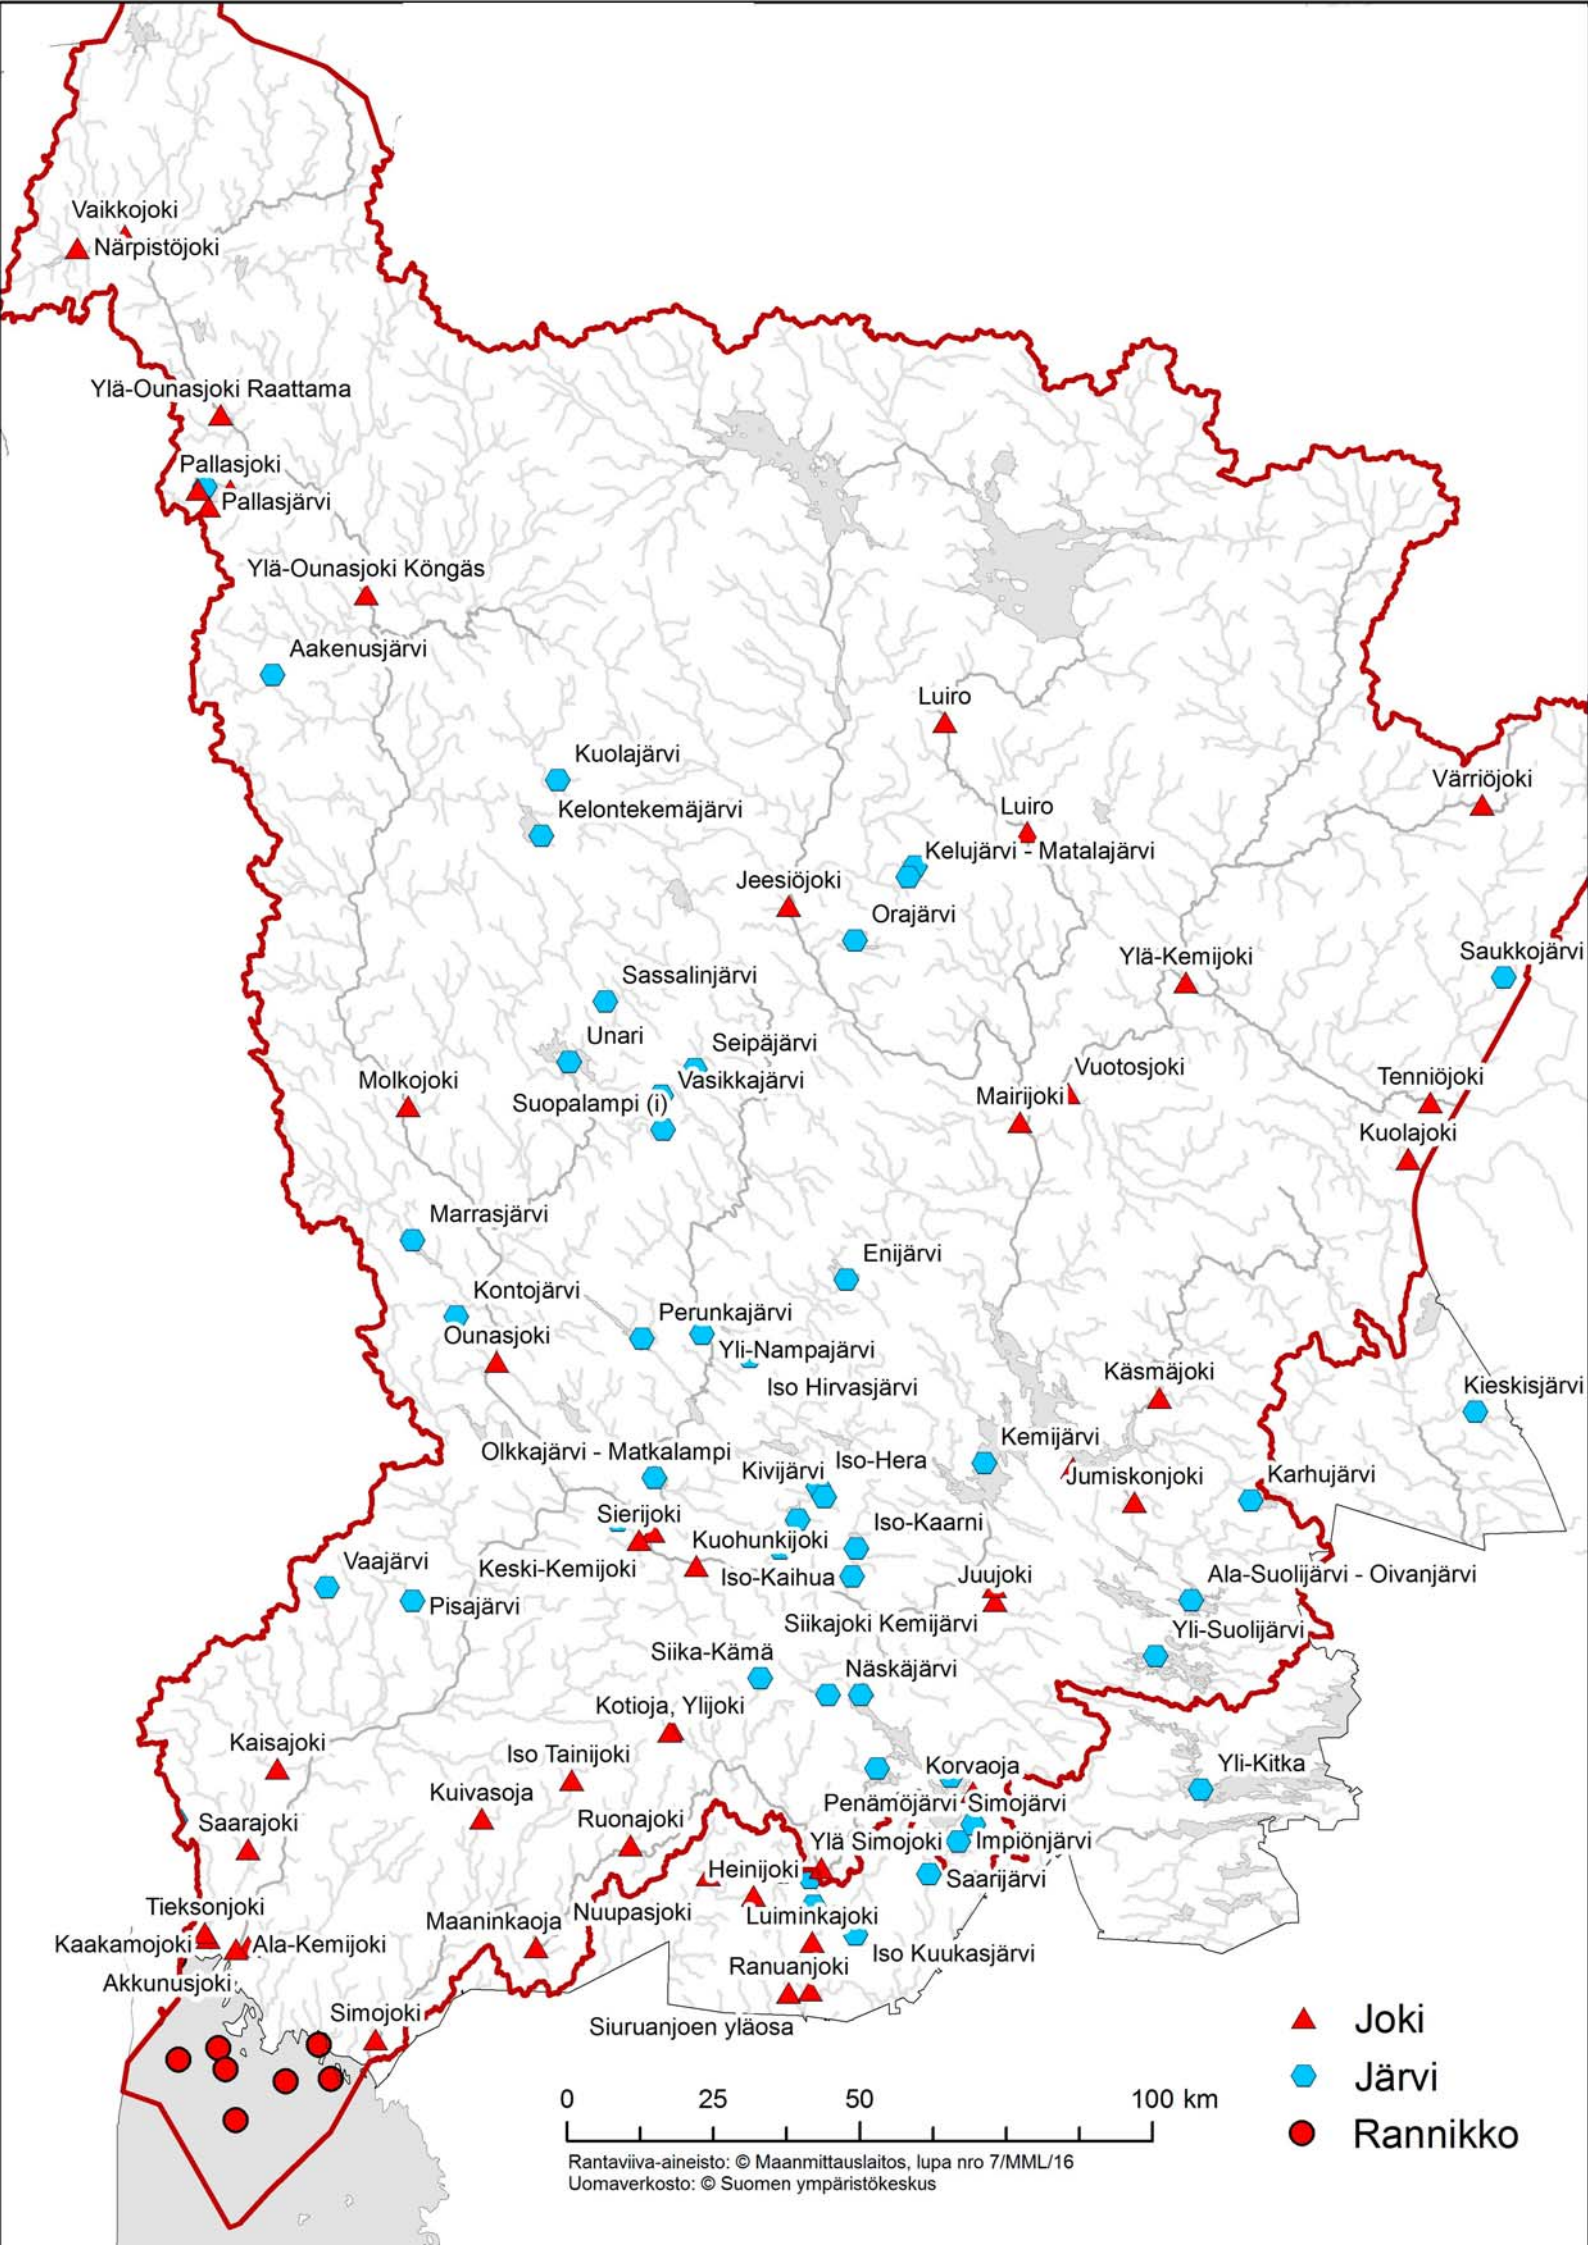 Vaikkojoki
Närpistöjoki
Ylä-Ounasjoki Raattama
Pallasjoki
Pallasjärvi
Ylä-Ounasjoki Köngäs
Aakenusjärvi
Luiro
Kuolajärvi
Värriöjoki
Kelontekemäjärvi
Luiro
Kelujärvi - Matalajärvi
Jeesiöjoki
Orajärvi
Saukkojärvi
Ylä-Kemijoki
Sassalinjärvi
Unari
Seipäjärvi
Vuotosjoki
Molkojoki
Vasikkajärvi
Tenniöjoki
Suopalampi (i)
Mairijoki
Kuolajoki
Marrasjärvi
Enijärvi
Kontojärvi
Perunkajärvi
Ounasjoki
Yli-Nampajärvi
Käsmäjoki
Iso Hirvasjärvi
Kieskisjärvi
Kemijärvi
Olkkajärvi - Matkalampi
Iso-Hera
Kivijärvi
Jumiskonjoki
Karhujärvi
Sierijoki
Iso-Kaarni
Kuohunkijoki
Vaajärvi
Keski-Kemijoki
Iso-Kaihua
Juujoki
Ala-Suolijärvi - Oivanjärvi
Pisajärvi
Siikajoki Kemijärvi
Yli-Suolijärvi
Siika-Kämä
Näskäjärvi
Kotioja, Ylijoki
Kaisajoki
Iso Tainijoki
Korvaoja
Yli-Kitka
Kuivasoja
Penämöjärvi
Simojärvi
Saarajoki
Ruonajoki
Ylä Simojoki
Impiönjärvi
Heinijoki
Saarijärvi
Tieksonjoki
Nuupasjoki
Luiminkajoki
Maaninkaoja
Kaakamojoki
Ala-Kemijoki
Iso Kuukasjärvi
Ranuanjoki
Akkunusjoki
Simojoki
Siuruanjoen yläosa
Joki
Järvi
Rannikko
0 25 50 100 km
Rantaviiva-aineisto: © Maanmittauslaitos, lupa nro 7/MML/16
Uomaverkosto: © Suomen ympäristökeskus